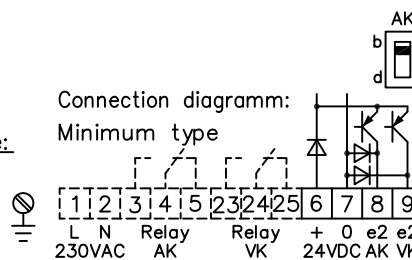 AK
b
d
Connection diagramm:
Minimum type
1 2 3 4 5 23 24 25 6 7 8 9
L N Relay Relay + 0 e2 e2
230VAC AK VK 24VDC AK VK